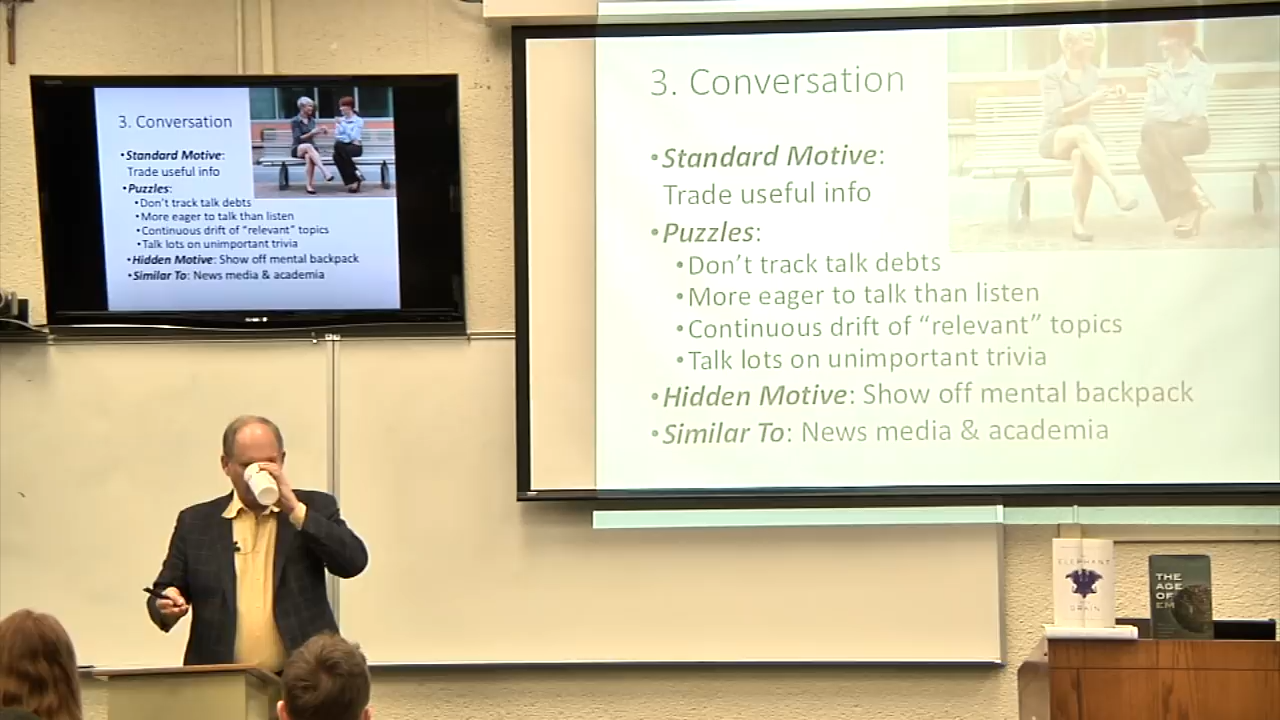 3. Conversation
•Standard Motive:
Trade useful info
•Puzzles:
•Don't track talk debts
•More eager to talk than listen
•Continuous drift of "relevant" topics
•Talk lots on unimportant trivia
•Hidden Motive: Show off mental backpack
•Similar To: News media & academia
3. Conversation
•Standard Motive:
Trade useful info
•Puzzles:
•Don't track talk debts
•More eager to talk than listen
•Continuous drift of "relevant" topics
•Talk lots on unimportant trivia
•Hidden Motive: Show off mental backpack
•Similar To: News media & academia
ELEPHANT
BRAIN
THE
AGE
OF
EM